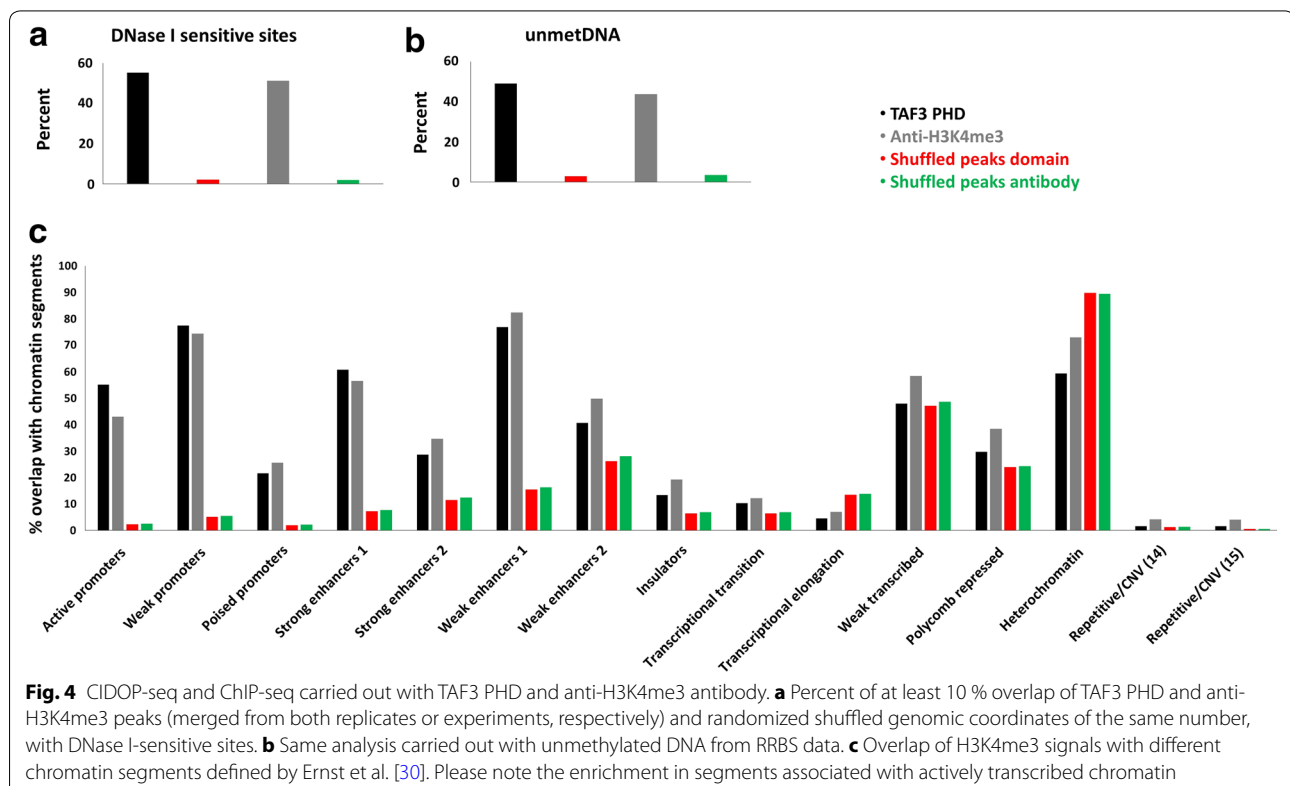 a DNase I sensitive sites
Percent
60
40
20
0
b unmetDNA
Percent
60
40
20
0
• TAF3 PHD
• Anti-H3K4me3
• Shuffled peaks domain
• Shuffled peaks antibody
c
% overlap with chromatin segments
100
90
80
70
60
50
40
30
20
10
0
Active promoters
Weak promoters
Poised promoters
Strong enhancers 1
Strong enhancers 2
Weak enhancers 1
Weak enhancers 2
Insulators
Transcriptional transition
Transcriptional elongation
Weak transcribed
Polycomb repressed
Heterochromatin
Repetitive/CNV (14)
Repetitive/CNV (15)
Fig. 4 CIDOP-seq and ChIP-seq carried out with TAF3 PHD and anti-H3K4me3 antibody. a Percent of at least 10 % overlap of TAF3 PHD and anti-
H3K4me3 peaks (merged from both replicates or experiments, respectively) and randomized shuffled genomic coordinates of the same number,
with DNase I-sensitive sites. b Same analysis carried out with unmethylated DNA from RRBS data. c Overlap of H3K4me3 signals with different
chromatin segments defined by Ernst et al. [30]. Please note the enrichment in segments associated with actively transcribed chromatin